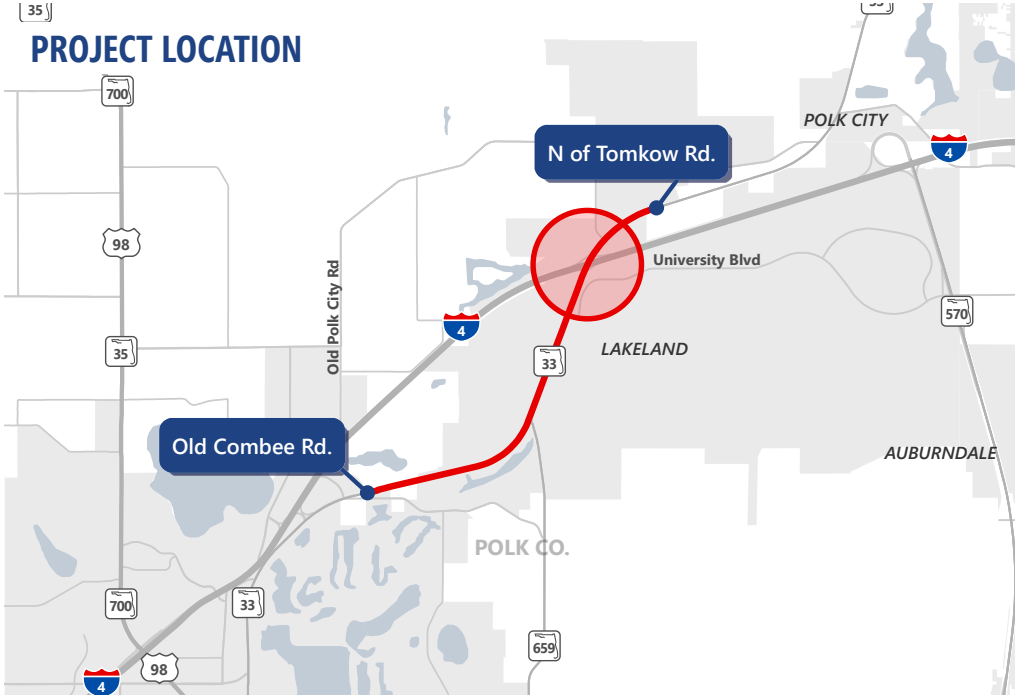 35
33
PROJECT LOCATION
700
POLK CITY
4
N of Tomkow Rd.
98
University Blvd
Old Polk City Rd
570
4
35
33
LAKELAND
Old Combee Rd.
AUBURNDALE
POLK CO.
700
33
659
98
4